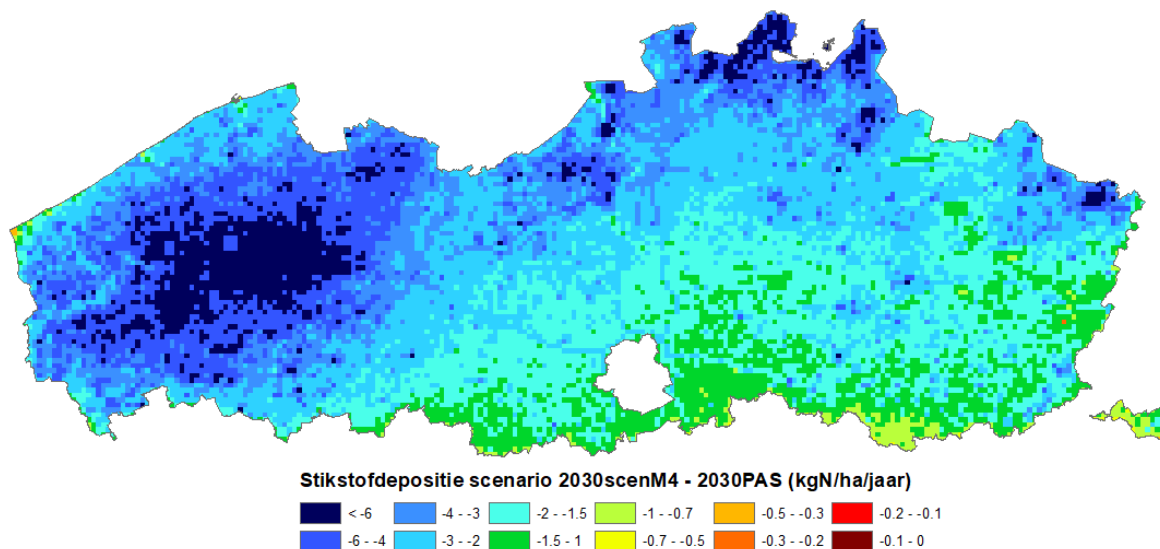 Stikstofdepositie scenario 2030scenM4 - 2030PAS (kgN/ha/jaar)
< -6 -4 - -3 -2 - -1.5 -1 - -0.7 -0.5 - -0.3 -0.2 - -0.1
-6 - -4 -3 - -2 -1.5 - 1 -0.7 - -0.5 -0.3 - -0.2 -0.1 - 0